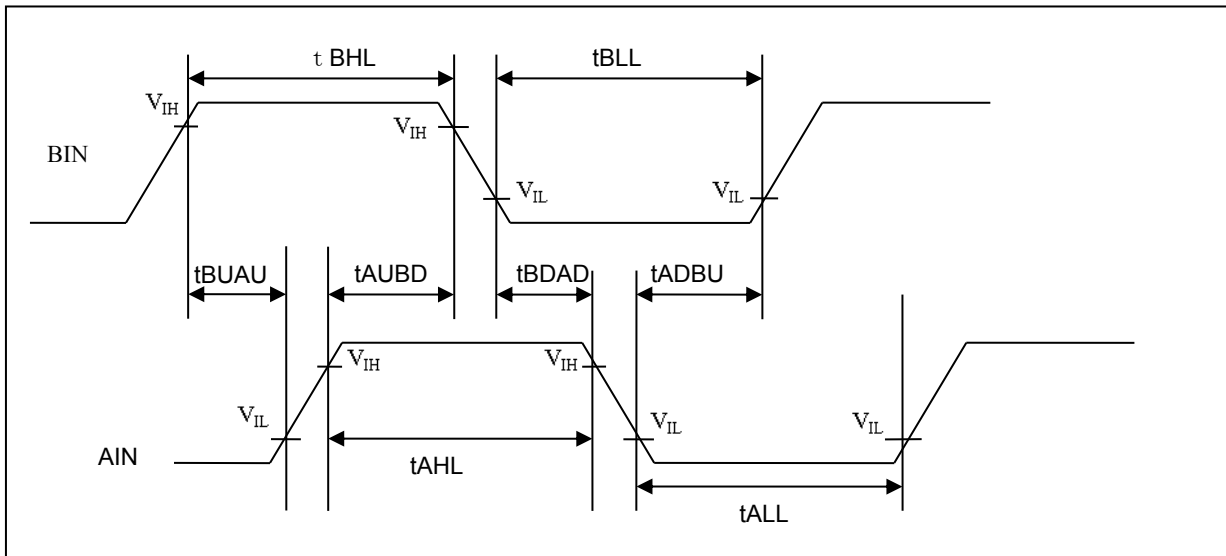 t BHL
tBLL
VIH
VIH
BIN
VIL
VIL
tBUAU
tAUBD
tBDAD
tADBU
VIH
VIH
VIL
VIL
VIL
AIN
tAHL
tALL